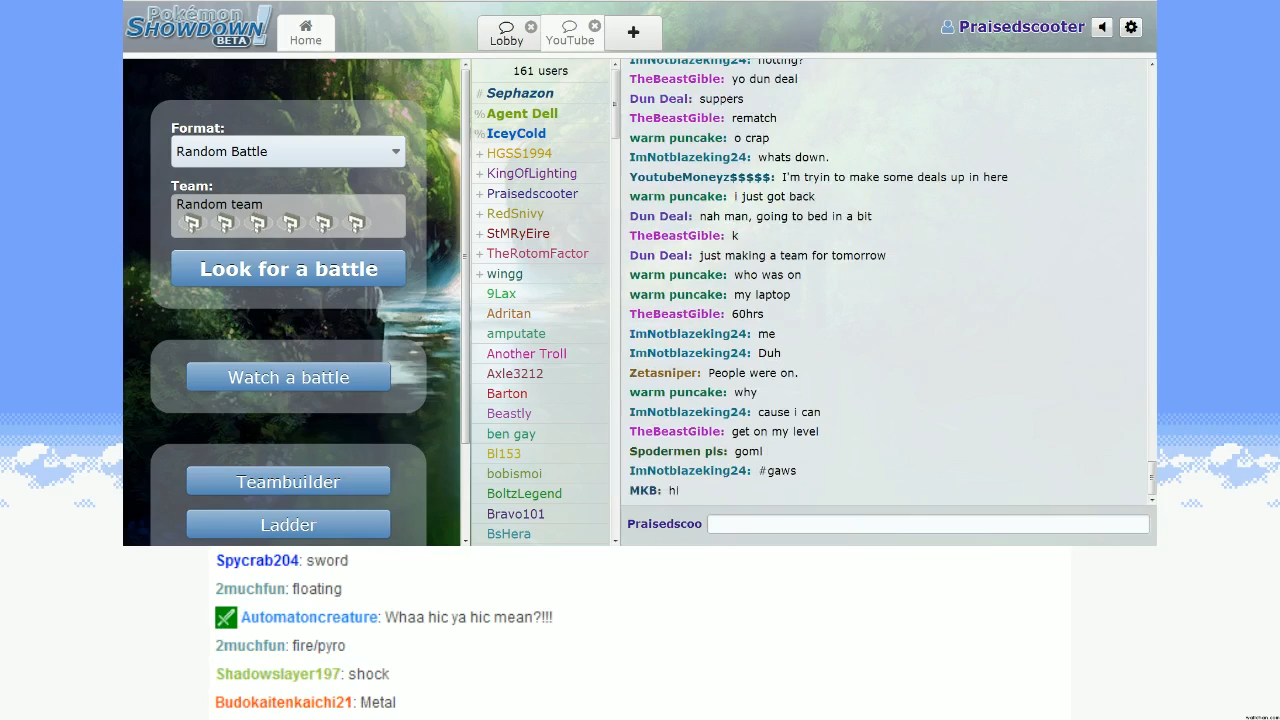 Pokémon
SHOWDOWN!
BETA
Home
Lobby
YouTube
Praisedscooter
Format:
Random Battle
Team:
Random team
Look for a battle
Watch a battle
Teambuilder
Ladder
161 users
# Sephazon
% Agent Dell
% IceyCold
+ HGSS1994
+ KingOfLighting
+ Praisedscooter
+ RedSnivy
+ StMRyEire
+ TheRotomFactor
+ wingg
9Lax
Adritan
amputate
Another Troll
Axle3212
Barton
Beastly
ben gay
Bl153
bobismoi
BoltzLegend
Bravo101
BsHera
ImNotblazeking24: notting?
TheBeastGible: yo dun deal
Dun Deal: suppers
TheBeastGible: rematch
warm puncake: o crap
ImNotblazeking24: whats down.
YoutubeMoneyz$$$$$: I'm tryin to make some deals up in here
warm puncake: i just got back
Dun Deal: nah man, going to bed in a bit
TheBeastGible: k
Dun Deal: just making a team for tomorrow
warm puncake: who was on
warm puncake: my laptop
TheBeastGible: 60hrs
ImNotblazeking24: me
ImNotblazeking24: Duh
Zetasniper: People were on.
warm puncake: why
ImNotblazeking24: cause i can
TheBeastGible: get on my level
Spodermen pls: goml
ImNotblazeking24: #gaws
MKB: hi
Praisedscoo
Spycrab204: sword
2muchfun: floating
Automatoncreature: Whaa hic ya hic mean?!!!
2muchfun: fire/pyro
Shadowslayer197: shock
Budokaitenkaichi21: Metal
wallchan.com